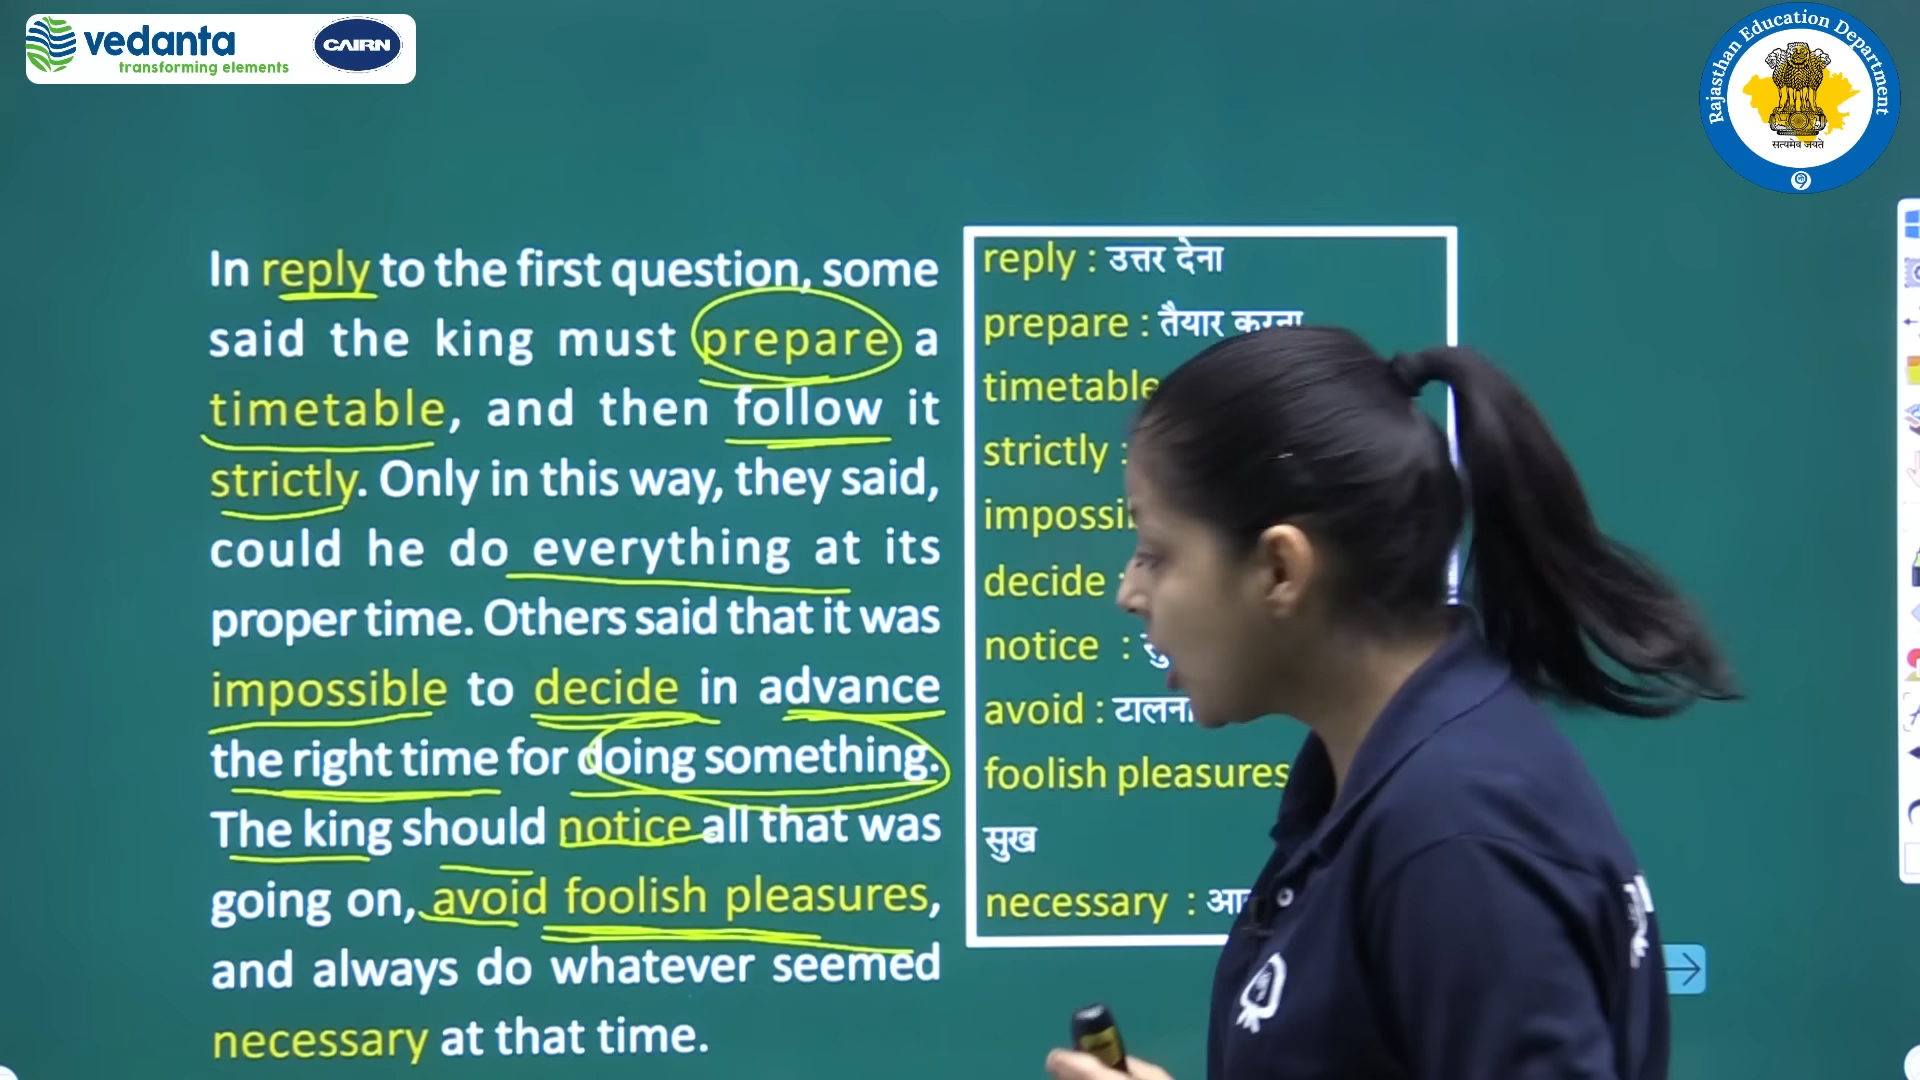 vedanta
transforming elements
CAIRN
Rajasthan Education Department
सत्यमेव जयते
In reply to the first question, some
said the king must prepare a
timetable, and then follow it
strictly. Only in this way, they said,
could he do everything at its
proper time. Others said that it was
impossible to decide in advance
the right time for doing something.
The king should notice all that was
going on, avoid foolish pleasures,
and always do whatever seemed
necessary at that time.
reply : उत्तर देना
prepare : तैयार करना
timetable
strictly :
decide :
notice :
avoid : टालना
foolish pleasures
सुख
necessary :